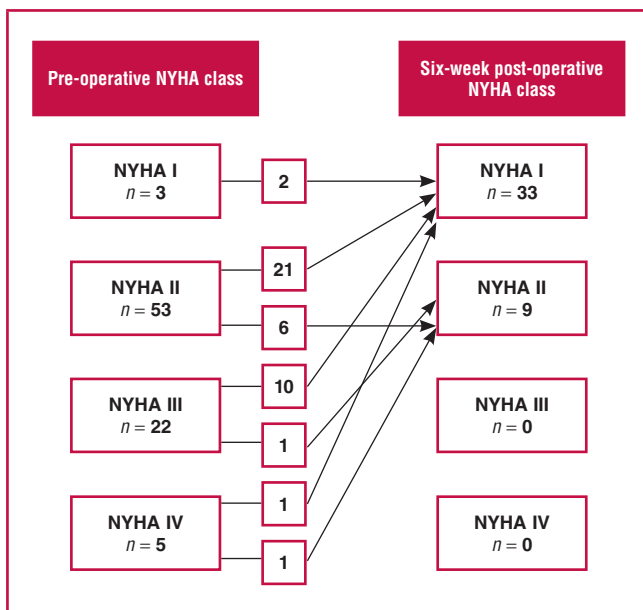 Pre-operative NYHA class
Six-week post-operative
NYHA class
NYHA I
n = 3
2
NYHA I
n = 33
NYHA II
n = 53
21
6
NYHA II
n = 9
NYHA III
n = 22
10
1
NYHA III
n = 0
NYHA IV
n = 5
1
1
NYHA IV
n = 0